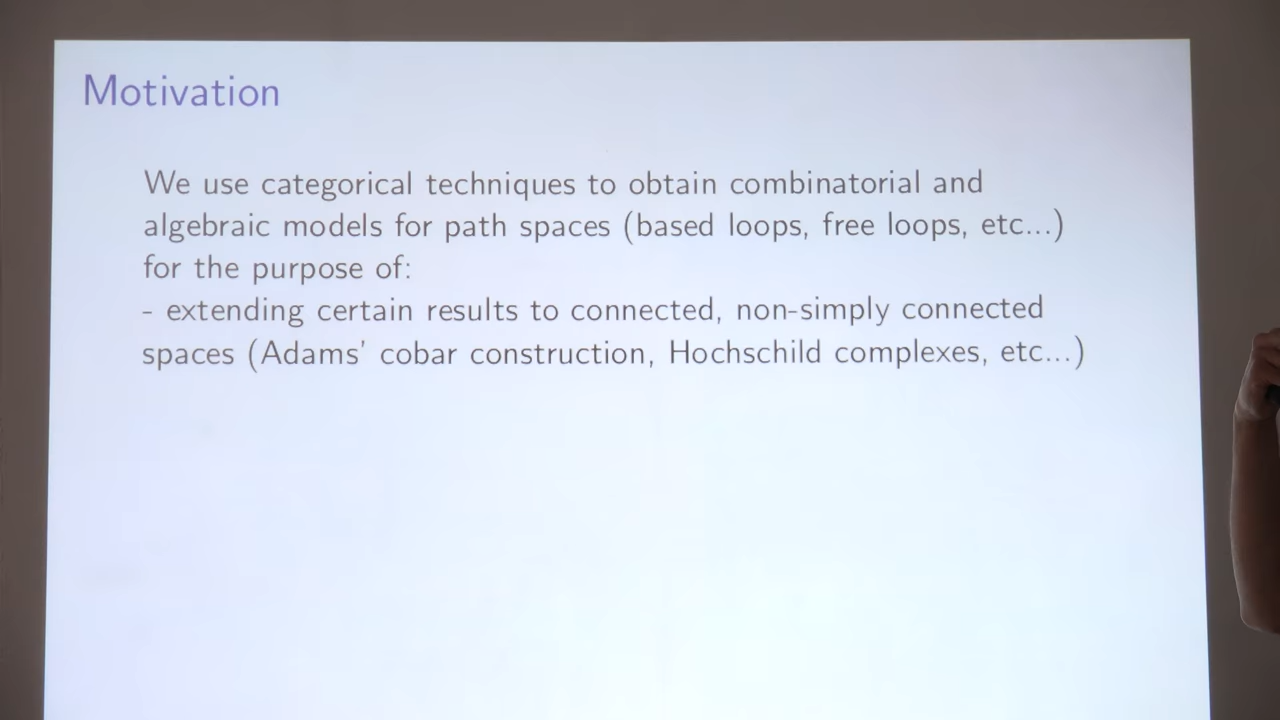 Motivation
We use categorical techniques to obtain combinatorial and
algebraic models for path spaces (based loops, free loops, etc...)
for the purpose of:
- extending certain results to connected, non-simply connected
spaces (Adams' cobar construction, Hochschild complexes, etc...)